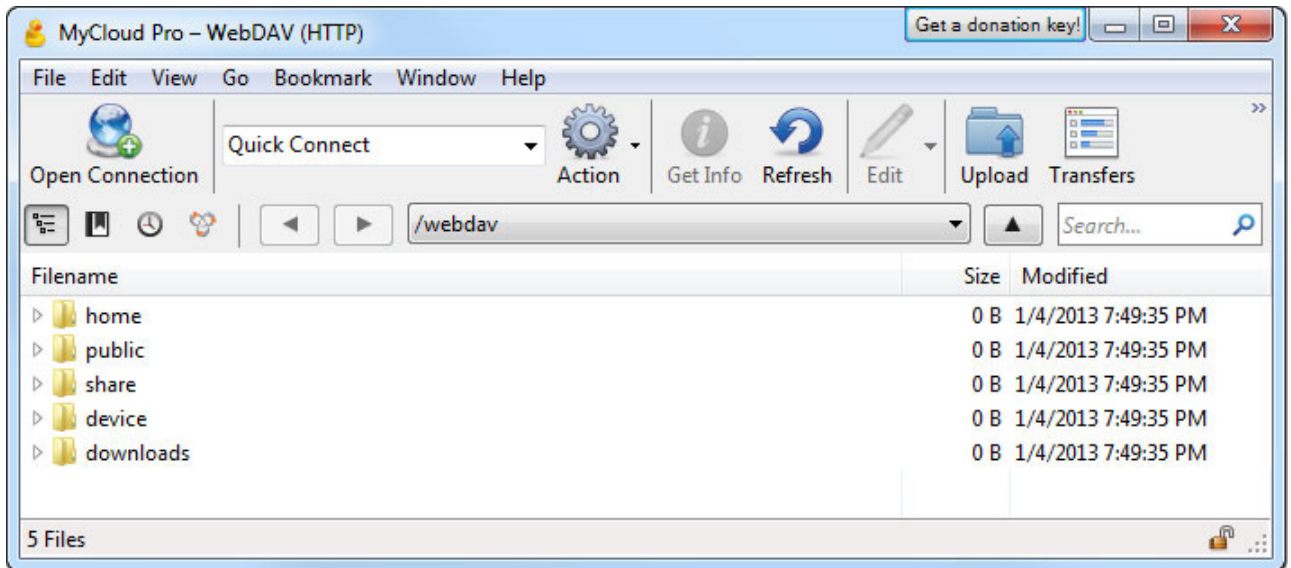 MyCloud Pro – WebDAV (HTTP) Get a donation key!
File Edit View Go Bookmark Window Help
Quick Connect
Open Connection Action Get Info Refresh Edit Upload Transfers
/webdav Search...
Filename Size Modified
home 0 B 1/4/2013 7:49:35 PM
public 0 B 1/4/2013 7:49:35 PM
share 0 B 1/4/2013 7:49:35 PM
device 0 B 1/4/2013 7:49:35 PM
downloads 0 B 1/4/2013 7:49:35 PM
5 Files